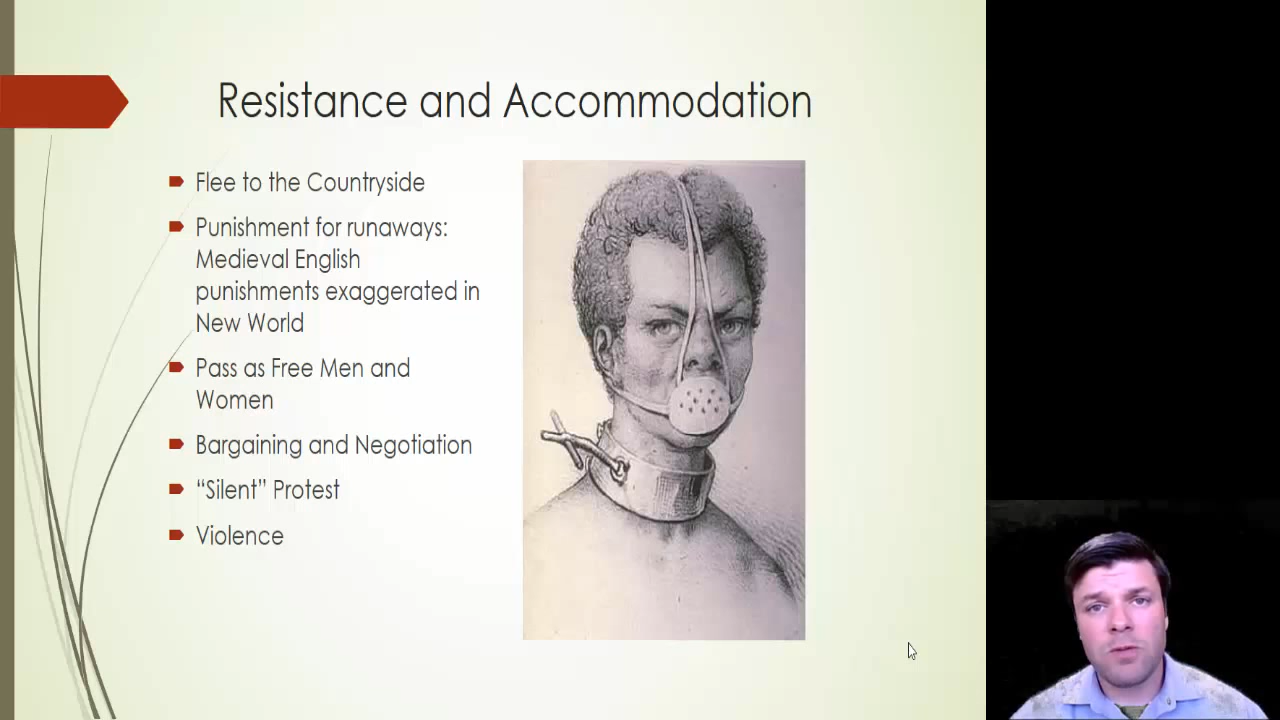 Resistance and Accommodation
Flee to the Countryside
Punishment for runaways:
Medieval English
punishments exaggerated in
New World
Pass as Free Men and
Women
Bargaining and Negotiation
“Silent” Protest
Violence